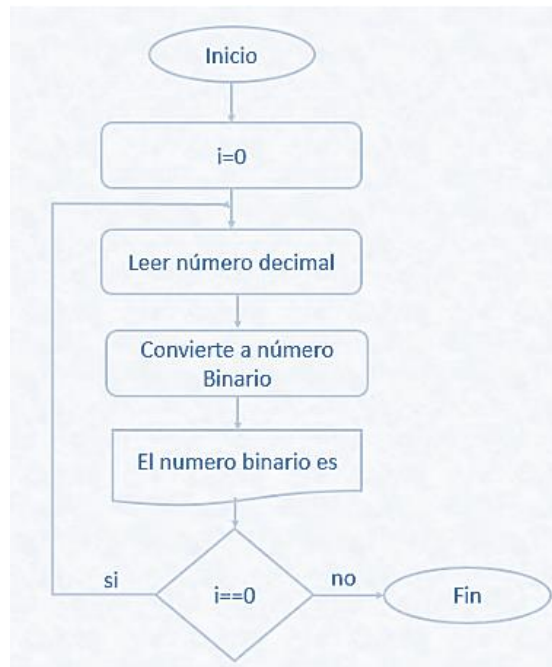 Inicio
i=0
Leer número decimal
Convierte a número
Binario
El numero binario es
si
i==0
no
Fin